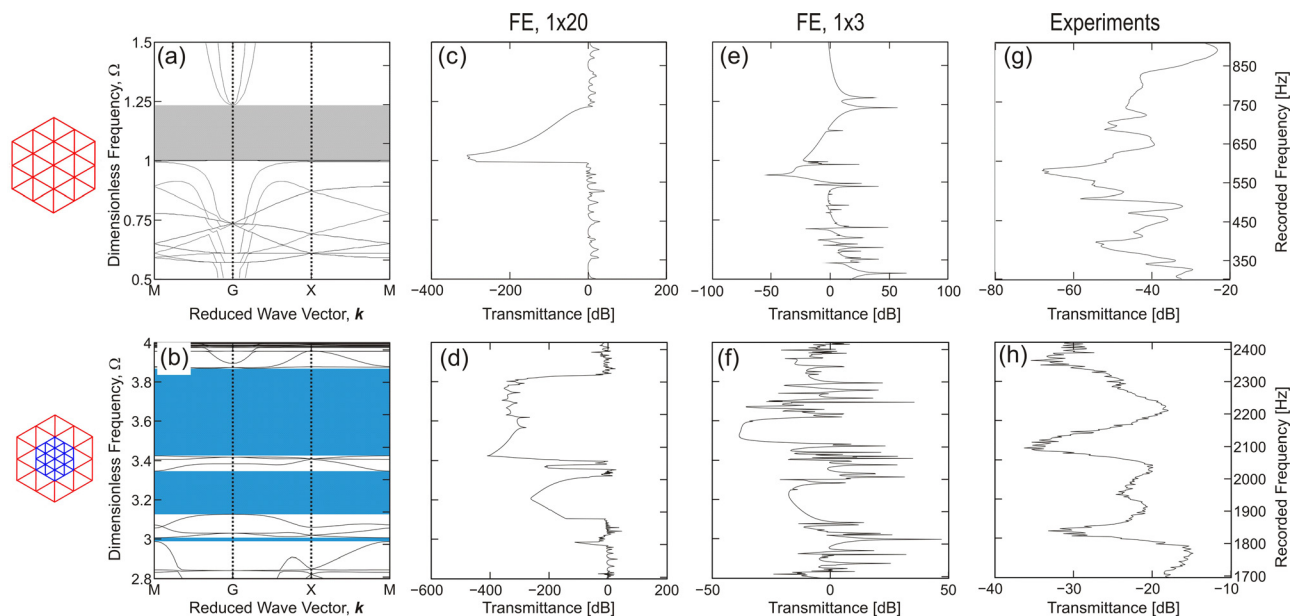 FE, 1x20
FE, 1x3
Experiments
(a)
1.5
1.25
1
0.75
0.5
Dimensionless Frequency, Ω
M G X M
Reduced Wave Vector, k
(c)
−400 −200 0 200
Transmittance [dB]
(e)
−100 −50 0 50 100
Transmittance [dB]
(g)
850
750
650
550
450
350
Recorded Frequency [Hz]
−80 −60 −40 −20
Transmittance [dB]
(b)
4
3.8
3.6
3.4
3.2
3
2.8
Dimensionless Frequency, Ω
M G X M
Reduced Wave Vector, k
(d)
−600 −400 −200 0 200
Transmittance [dB]
(f)
−50 0 50
Transmittance [dB]
(h)
2400
2300
2200
2100
2000
1900
1800
1700
Recorded Frequency [Hz]
−40 −30 −20 −10
Transmittance [dB]